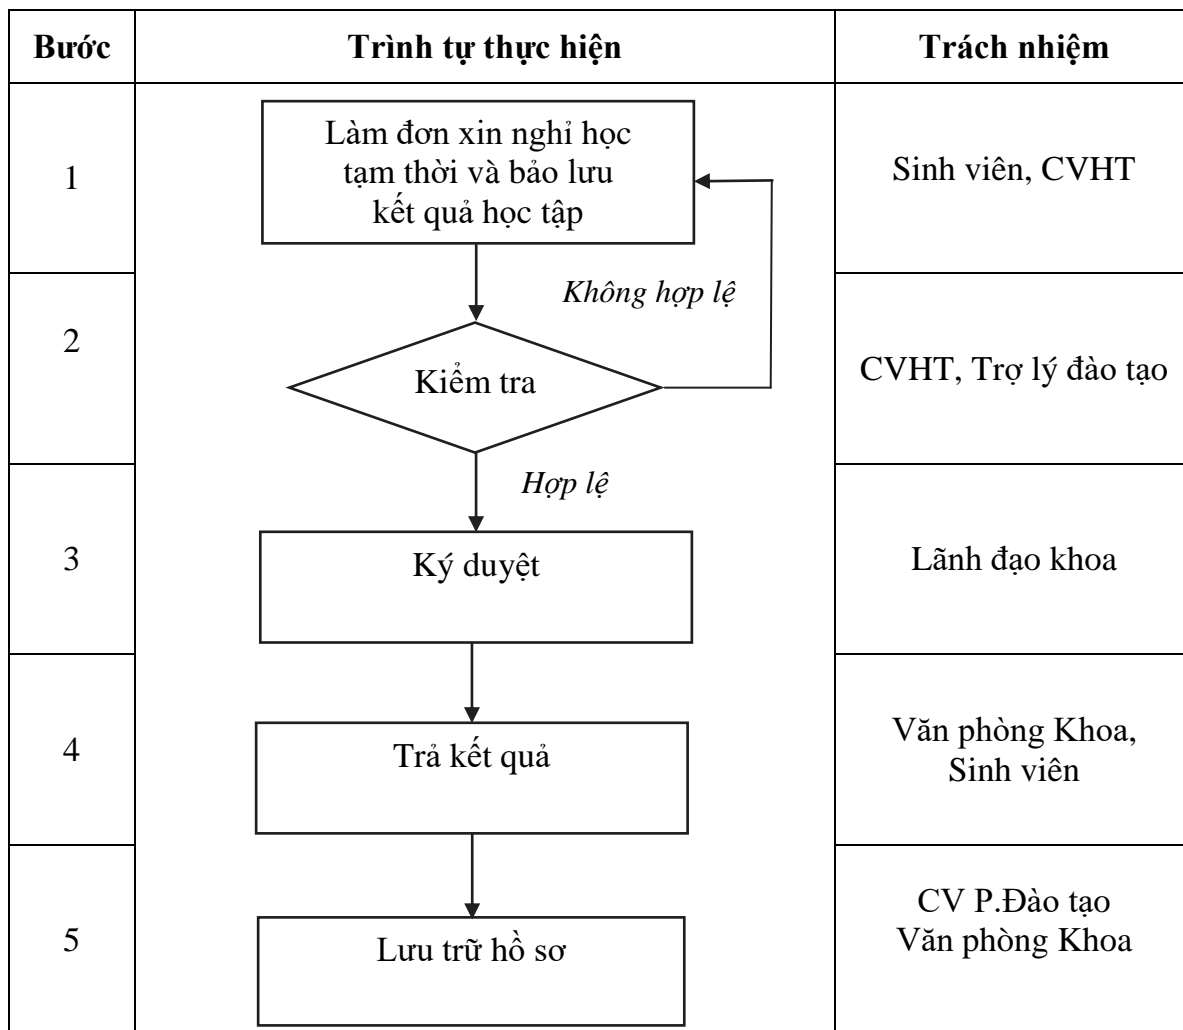 Bước Trình tự thực hiện Trách nhiệm
1
Làm đơn xin nghỉ học
tạm thời và bảo lưu
kết quả học tập
Sinh viên, CVHT
Không hợp lệ
2
Kiểm tra
CVHT, Trợ lý đào tạo
Hợp lệ
3
Ký duyệt
Lãnh đạo khoa
4
Trả kết quả
Văn phòng Khoa,
Sinh viên
5
Lưu trữ hồ sơ
CV P.Đào tạo
Văn phòng Khoa